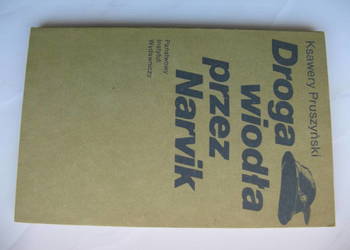 Ksawery Pruszyński
Droga
wiodła
przez
Narvik
Państwowy
Instytut
Wydawniczy